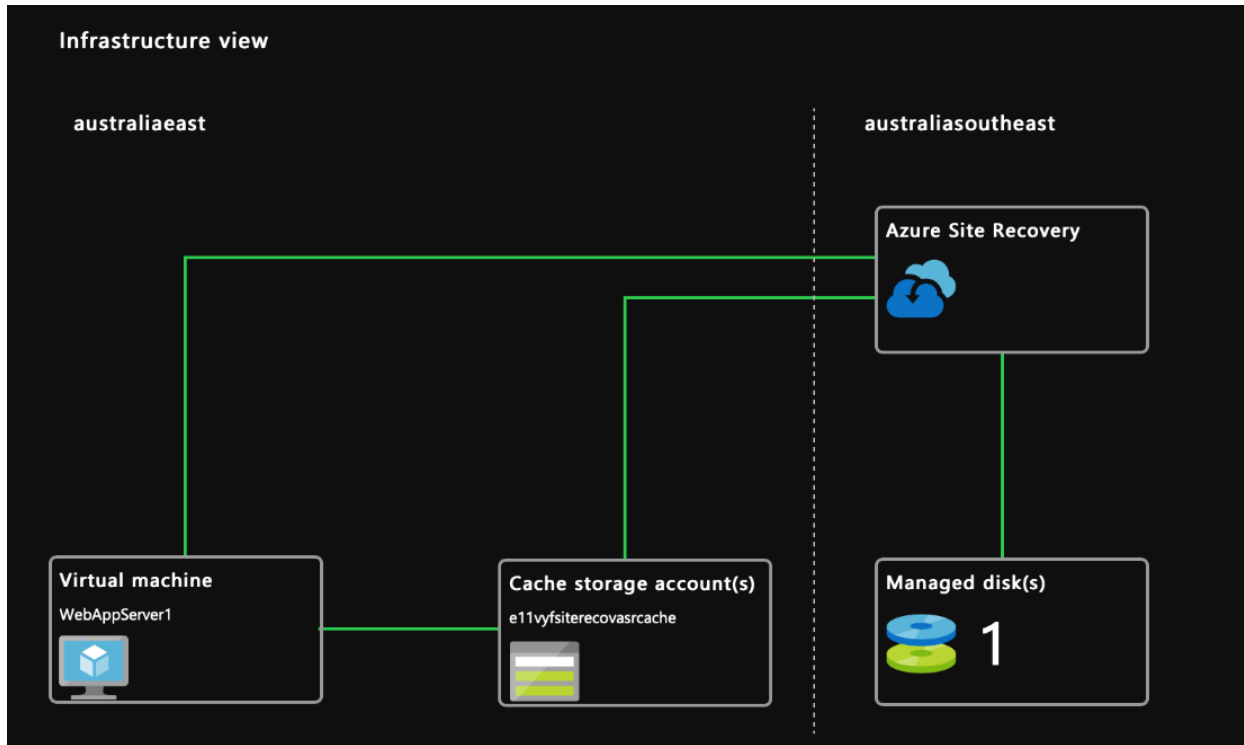 Infrastructure view
australiaeast
australiasoutheast
Azure Site Recovery
Virtual machine
WebAppServer1
Cache storage account(s)
e11vyfsiterecovasrcache
Managed disk(s)
1